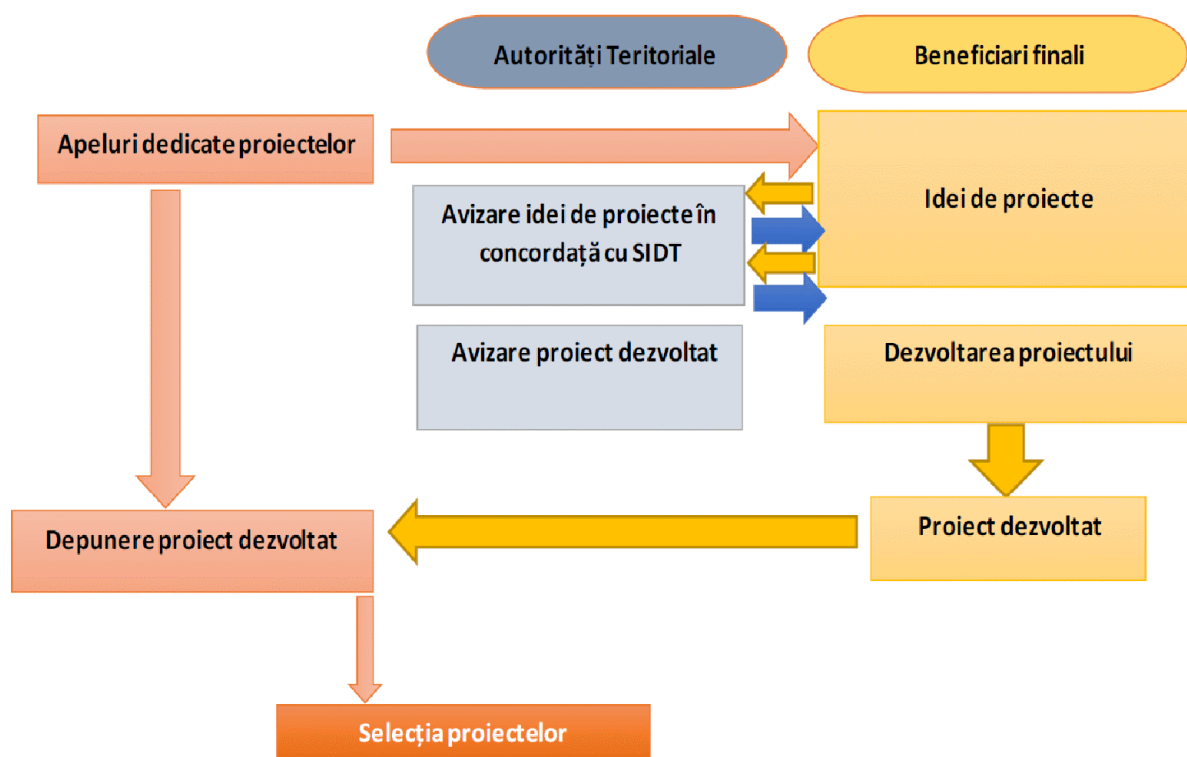 Autorități Teritoriale
Beneficiari finali
Apeluri dedicate proiectelor
Avizare idei de proiecte în
concordață cu SIDT
Idei de proiecte
Avizare proiect dezvoltat
Dezvoltarea proiectului
Depunere proiect dezvoltat
Proiect dezvoltat
Selecția proiectelor